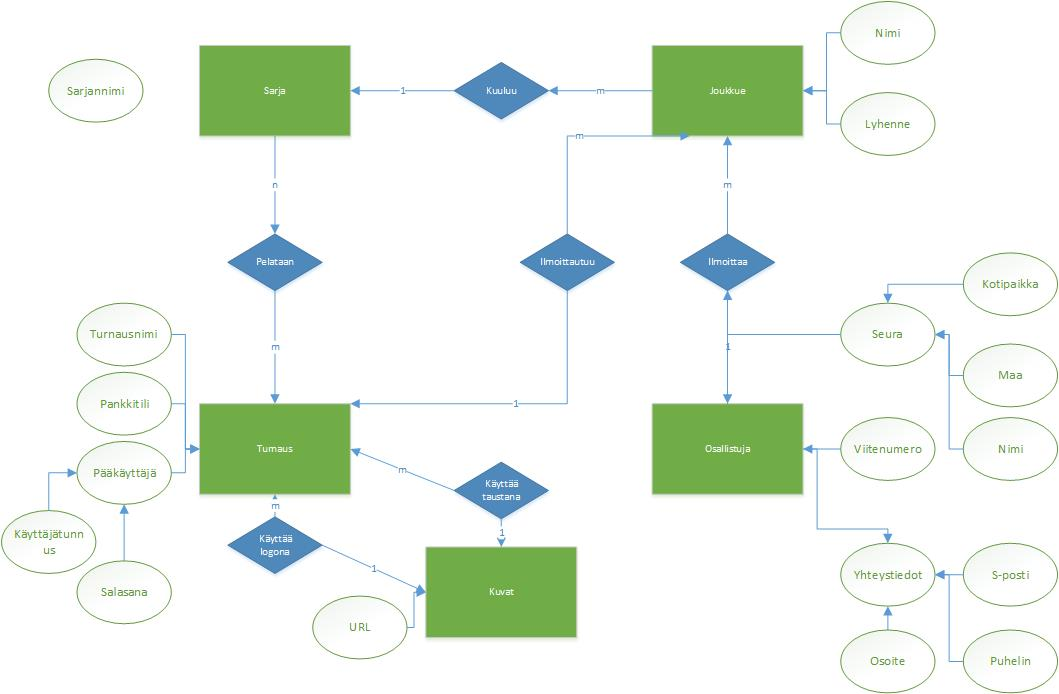 Nimi
Sarjannimi
Sarja
1
Kuuluu
m
Joukkue
Lyhenne
m
n
m
Pelataan
Ilmoittautuu
Ilmoittaa
Kotipaikka
Turnausnimi
m
1
Seura
Maa
Pankkitili
1
Turnaus
Osallistuja
Viitenumero
Nimi
Pääkäyttäjä
m
Käyttää
taustana
m
1
Käyttäjätunn
us
Käyttää
logona
1
Yhteystiedot
S-posti
Salasana
Kuvat
URL
Osoite
Puhelin